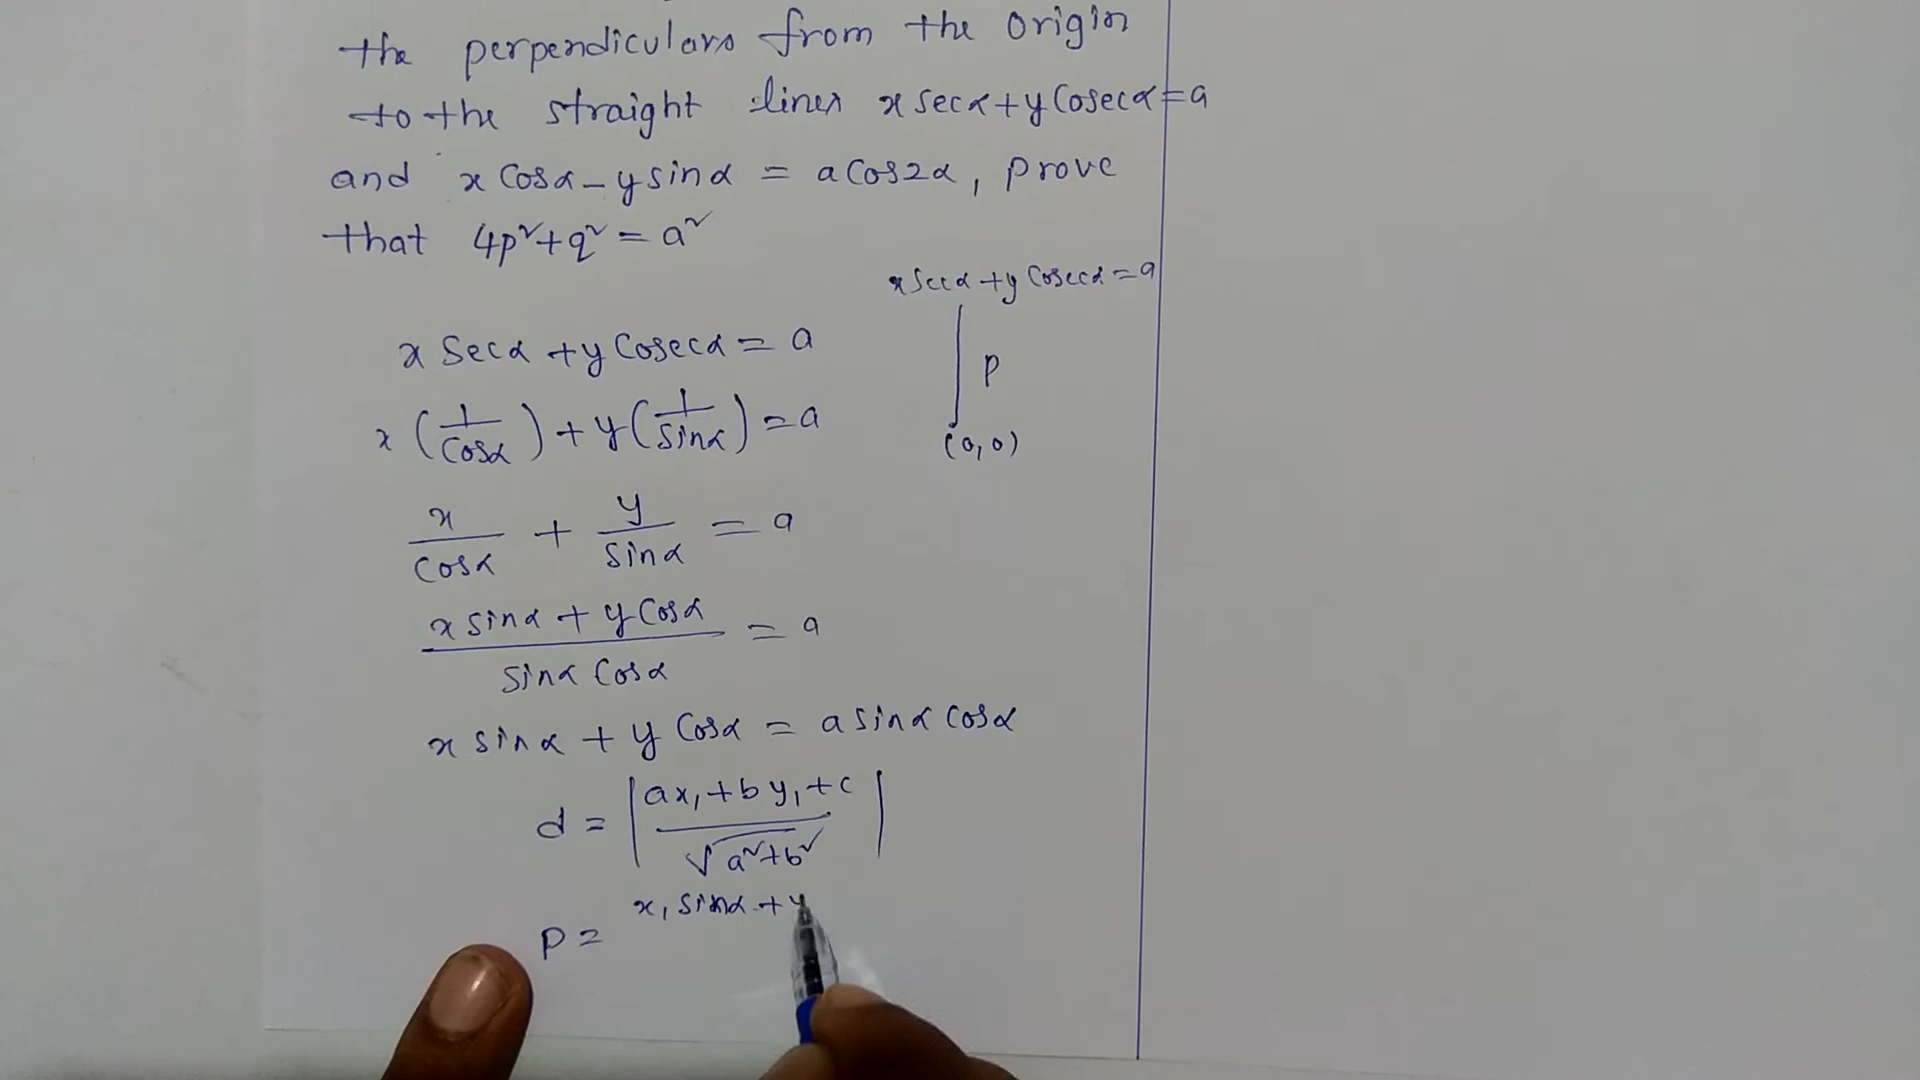 the perpendiculars from the origin
to the straight lines x secα + y Cosecα = a
and x Cosα - y sinα = a Cos2α, prove
that 4p² + q² = a²
x Secα + y Cosecα = a
x Secα + y Cosecα = a
p
(0,0)
x (1/Cosα) + y (1/Sinα) = a
x/Cosα + y/Sinα = a
(x Sinα + y Cosα)/(Sinα Cosα) = a
x Sinα + y Cosα = a Sinα Cosα
d = |(ax₁ + by₁ + c)/√(a² + b²)|
p = x₁ Sinα + y